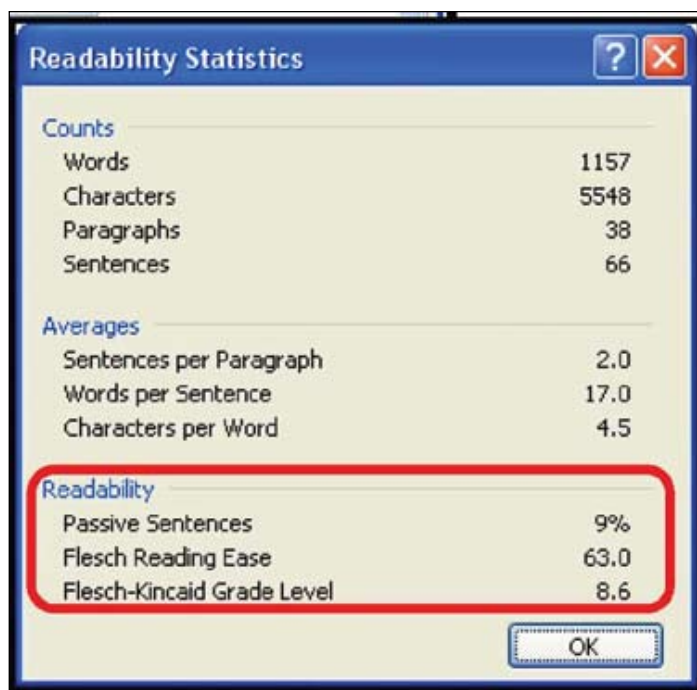 Readability Statistics
Counts
Words 1157
Characters 5548
Paragraphs 38
Sentences 66
Averages
Sentences per Paragraph 2.0
Words per Sentence 17.0
Characters per Word 4.5
Readability
Passive Sentences 9%
Flesch Reading Ease 63.0
Flesch-Kincaid Grade Level 8.6
OK